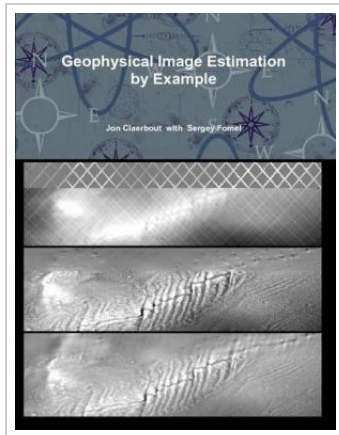 Geophysical Image Estimation
by Example
Jon Claerbout with Sergey Fomel
N
N
E
E
S
W
N